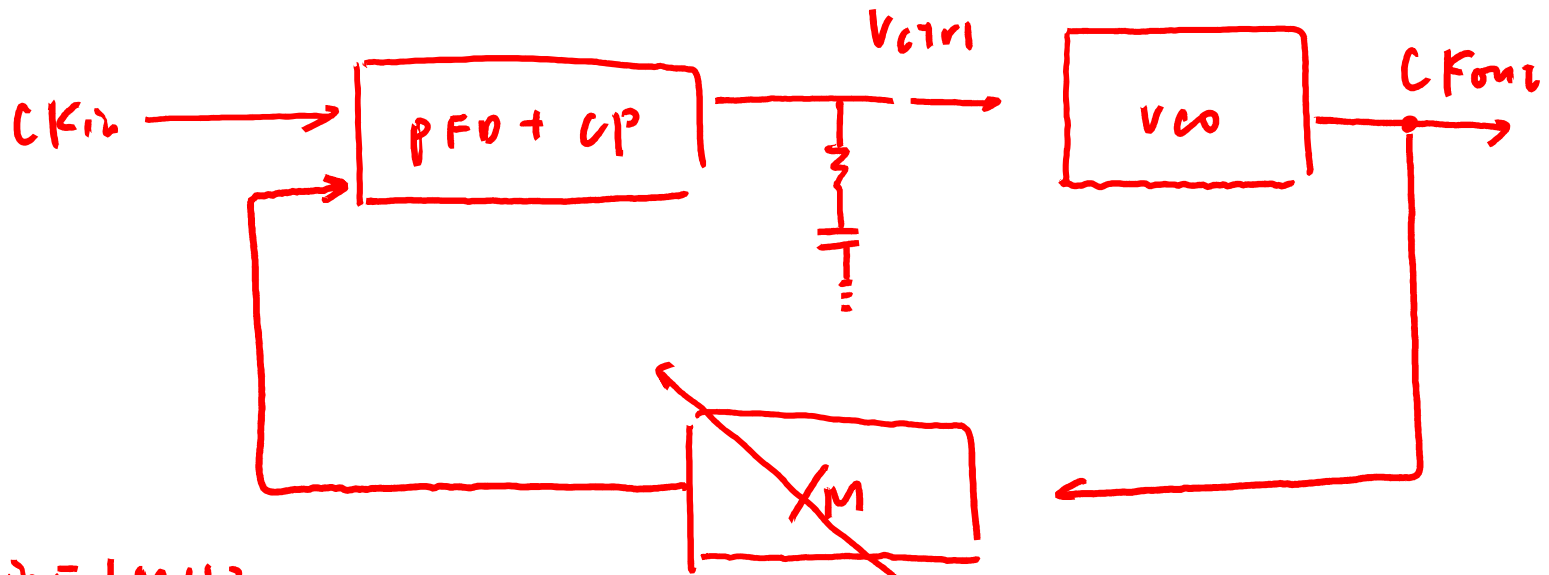 Vctrl
CKout
CKin
PFD + CP
VCO
/M